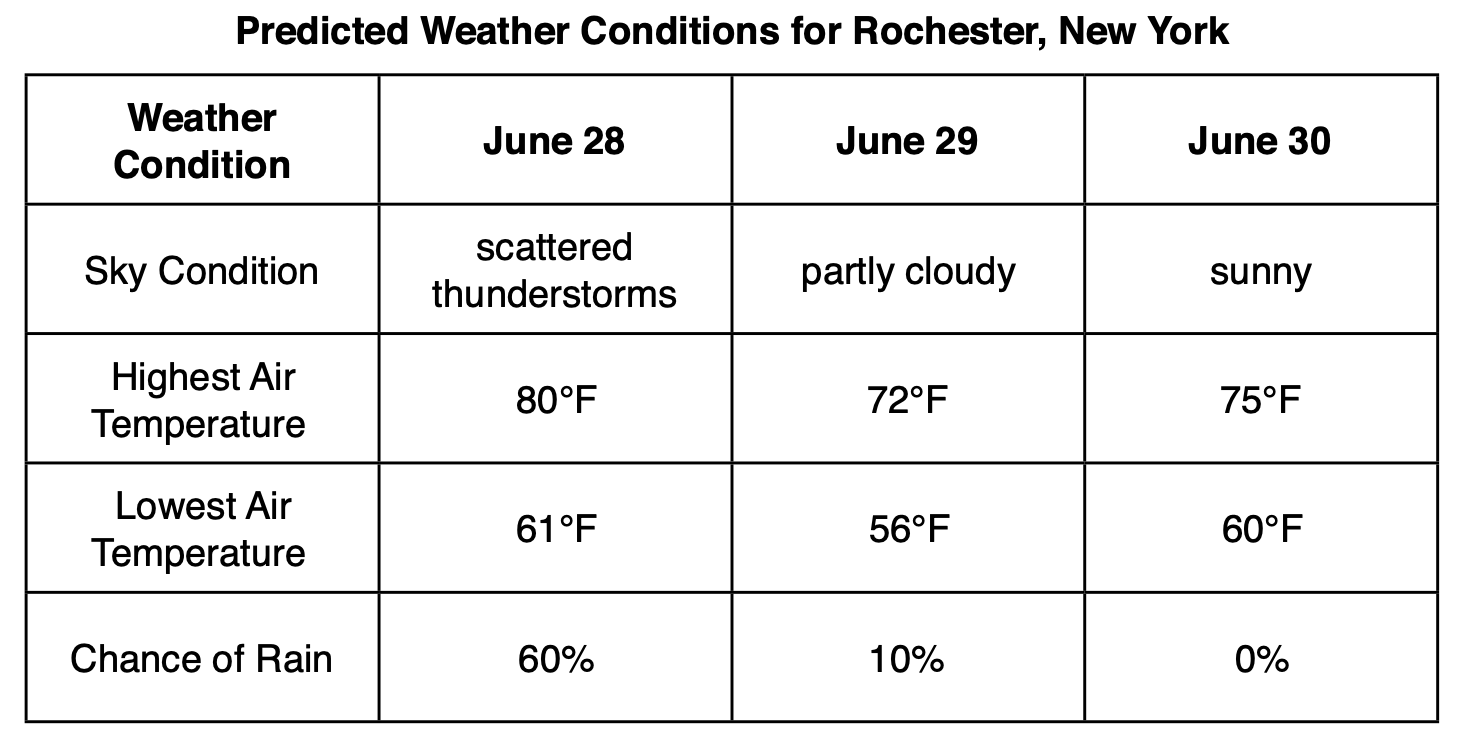 Predicted Weather Conditions for Rochester, New York
Weather
Condition
June 28
June 29
June 30
Sky Condition
scattered
thunderstorms
partly cloudy
sunny
Highest Air
Temperature
80°F
72°F
75°F
Lowest Air
Temperature
61°F
56°F
60°F
Chance of Rain
60%
10%
0%